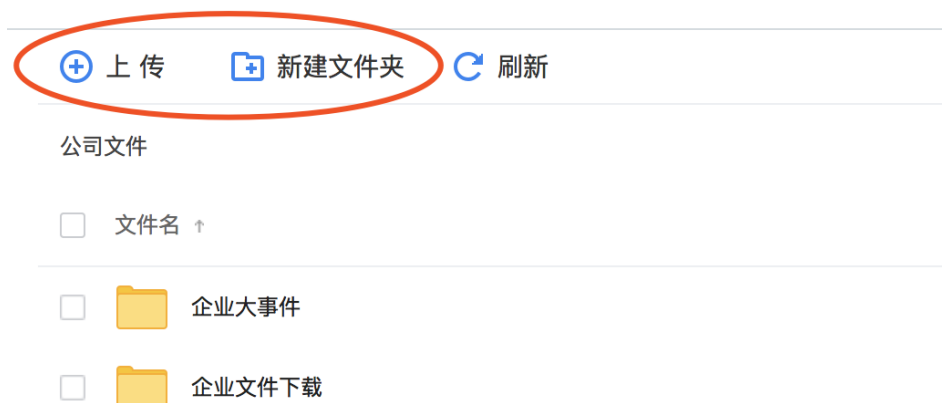 上 传 新建文件夹 刷新
公司文件
文件名 ↑
企业大事件
企业文件下载